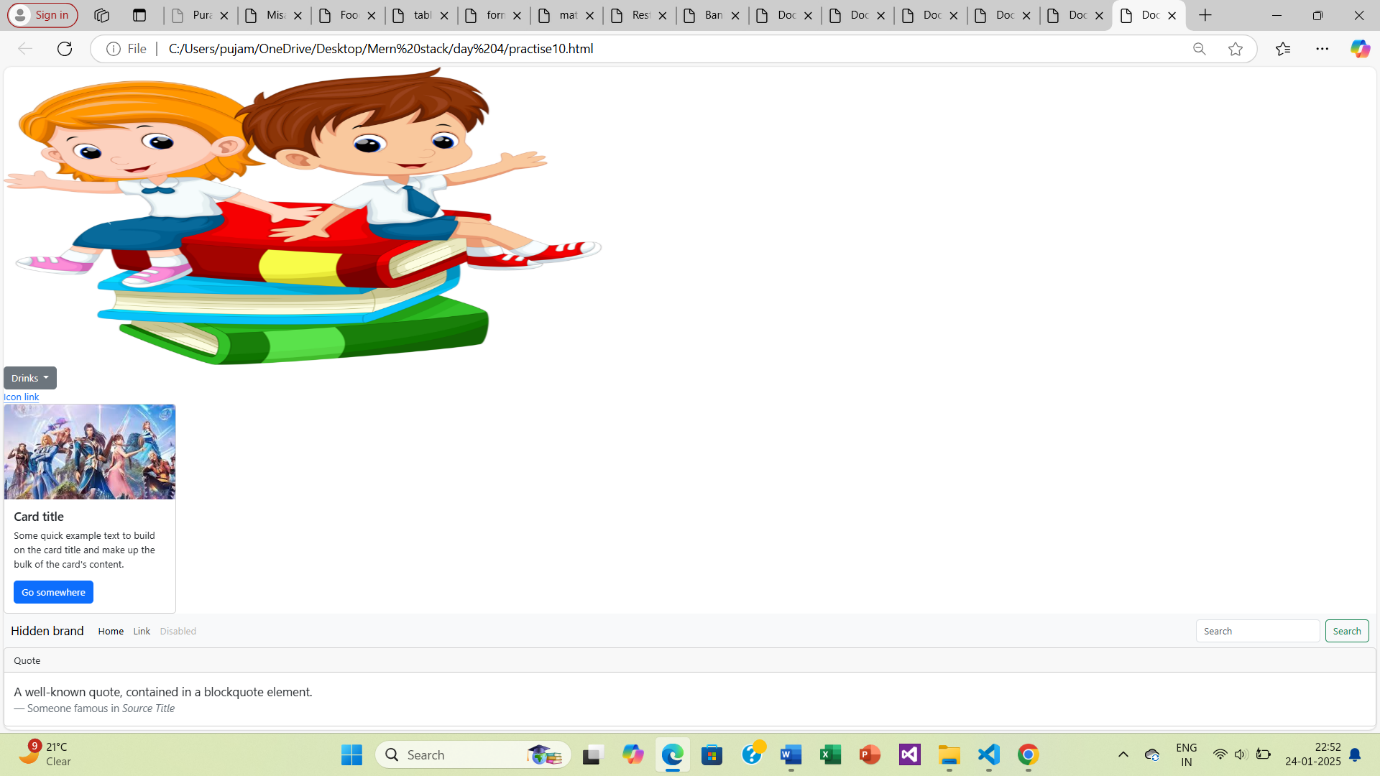 Sign in
Pura
Misa
Foo
tabl
forn
mat
Res
Ban
Doc
Doc
Doc
Doc
Doc
Doc
File
C:/Users/pujam/OneDrive/Desktop/Mern%20stack/day%204/practise10.html
Drinks
Icon link
Card title
Some quick example text to build
on the card title and make up the
bulk of the card's content.
Go somewhere
Hidden brand Home Link Disabled Search Search
Quote
A well-known quote, contained in a blockquote element.
— Someone famous in Source Title
9
21°C
Clear
Search
ENG
IN
22:52
24-01-2025